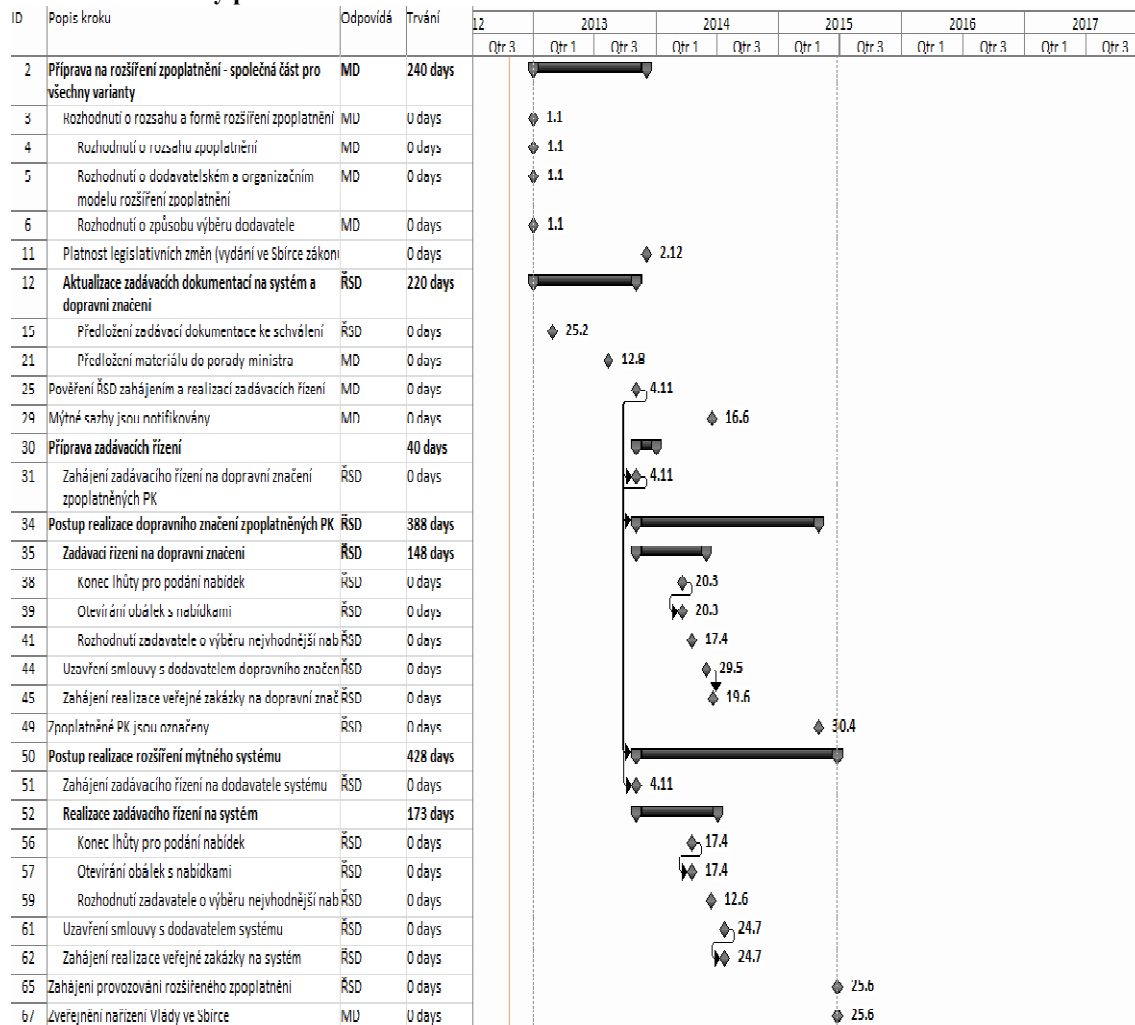 ID Popis kroku Odpovídá Trvání 12 2013 2014 2015 2016 2017
Qtr 3 Qtr 1 Qtr 3 Qtr 1 Qtr 3 Qtr 1 Qtr 3 Qtr 1 Qtr 3 Qtr 1 Qtr 3
2 Příprava na rozšíření zpoplatnění - společná část pro MD 240 days
všechny varianty
3 Rozhodnutí o rozsahu a formě rozšíření zpoplatnění MD 0 days 1.1
4 Rozhodnutí o rozsahu zpoplatnění MD 0 days 1.1
5 Rozhodnutí o dodavatelském a organizačním MD 0 days 1.1
modelu rozšíření zpoplatnění
6 Rozhodnutí o způsobu výběru dodavatele MD 0 days 1.1
11 Platnost legislativních změn (vydání ve Sbírce zákonů 0 days 2.12
12 Aktualizace zadávacích dokumentací na systém a ŘSD 220 days
dopravní značení
15 Předložení zadávací dokumentace ke schválení ŘSD 0 days 25.2
21 Předložení materiálu do porady ministra MD 0 days 12.8
25 Pověření ŘSD zahájením a realizací zadávacích řízení MD 0 days 4.11
29 Mýtné sazby jsou notifikovány MD 0 days 16.6
30 Příprava zadávacích řízení 40 days
31 Zahájení zadávacího řízení na dopravní značení ŘSD 0 days 4.11
zpoplatněných PK
34 Postup realizace dopravního značení zpoplatněných PK ŘSD 388 days
35 Zadávací řízení na dopravní značení ŘSD 148 days
38 Konec lhůty pro podání nabídek ŘSD 0 days 20.3
39 Otevírání obálek s nabídkami ŘSD 0 days 20.3
41 Rozhodnutí zadavatele o výběru nejvhodnější nab ŘSD 0 days 17.4
44 Uzavření smlouvy s dodavatelem dopravního značen ŘSD 0 days 29.5
45 Zahájení realizace veřejné zakázky na dopravní znač ŘSD 0 days 19.6
49 Zpoplatněné PK jsou označeny ŘSD 0 days 30.4
50 Postup realizace rozšíření mýtného systému 428 days
51 Zahájení zadávacího řízení na dodavatele systému ŘSD 0 days 4.11
52 Realizace zadávacího řízení na systém 173 days
56 Konec lhůty pro podání nabídek ŘSD 0 days 17.4
57 Otevírání obálek s nabídkami ŘSD 0 days 17.4
59 Rozhodnutí zadavatele o výběru nejvhodnější nab ŘSD 0 days 12.6
61 Uzavření smlouvy s dodavatelem systému ŘSD 0 days 24.7
62 Zahájení realizace veřejné zakázky na systém ŘSD 0 days 24.7
65 Zahájení provozování rozšířeného zpoplatnění ŘSD 0 days 25.6
67 Zveřejnění nařízení Vlády ve Sbírce MD 0 days 25.6